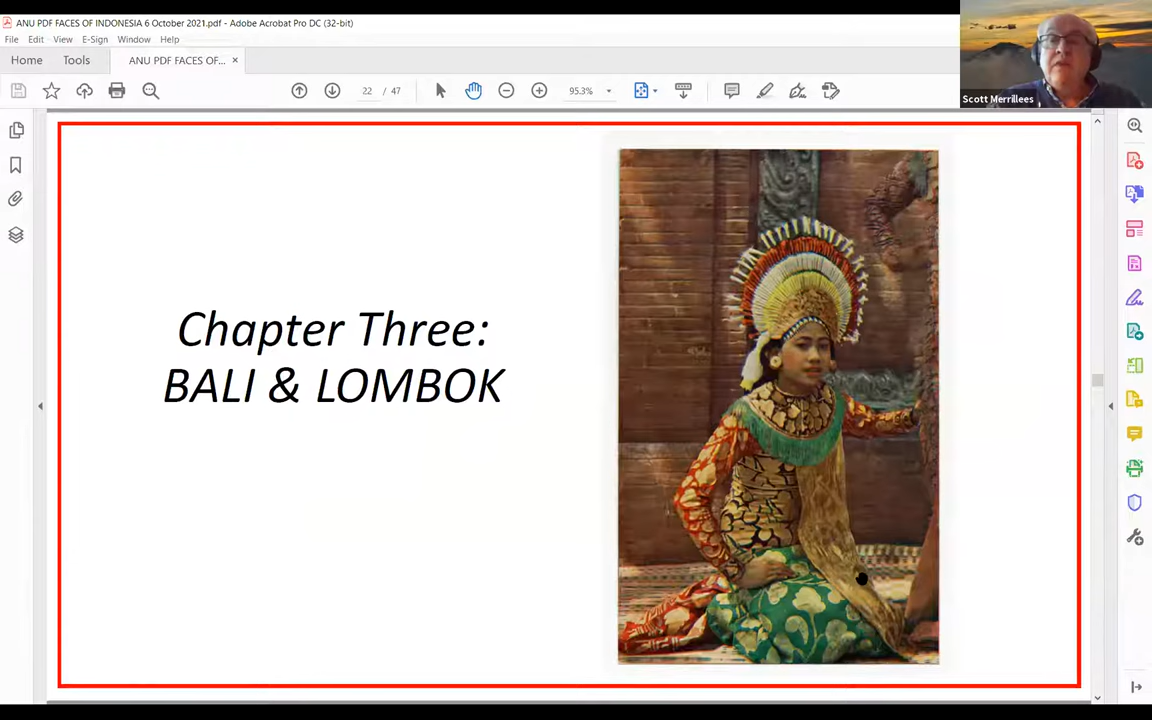 ANU PDF FACES OF INDONESIA 6 October 2021.pdf - Adobe Acrobat Pro DC (32-bit)
File Edit View E-Sign Window Help
Home Tools ANU PDF FACES OF... ×
22 / 47 95.3%
Scott Merrillees
Chapter Three:
BALI & LOMBOK